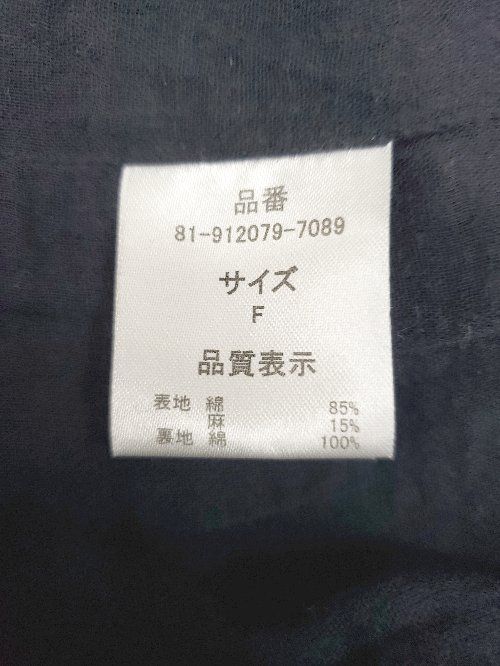 品番
81-912079-7089
サイズ
F
品質表示
表地 綿 85%
麻 15%
裏地 綿 100%